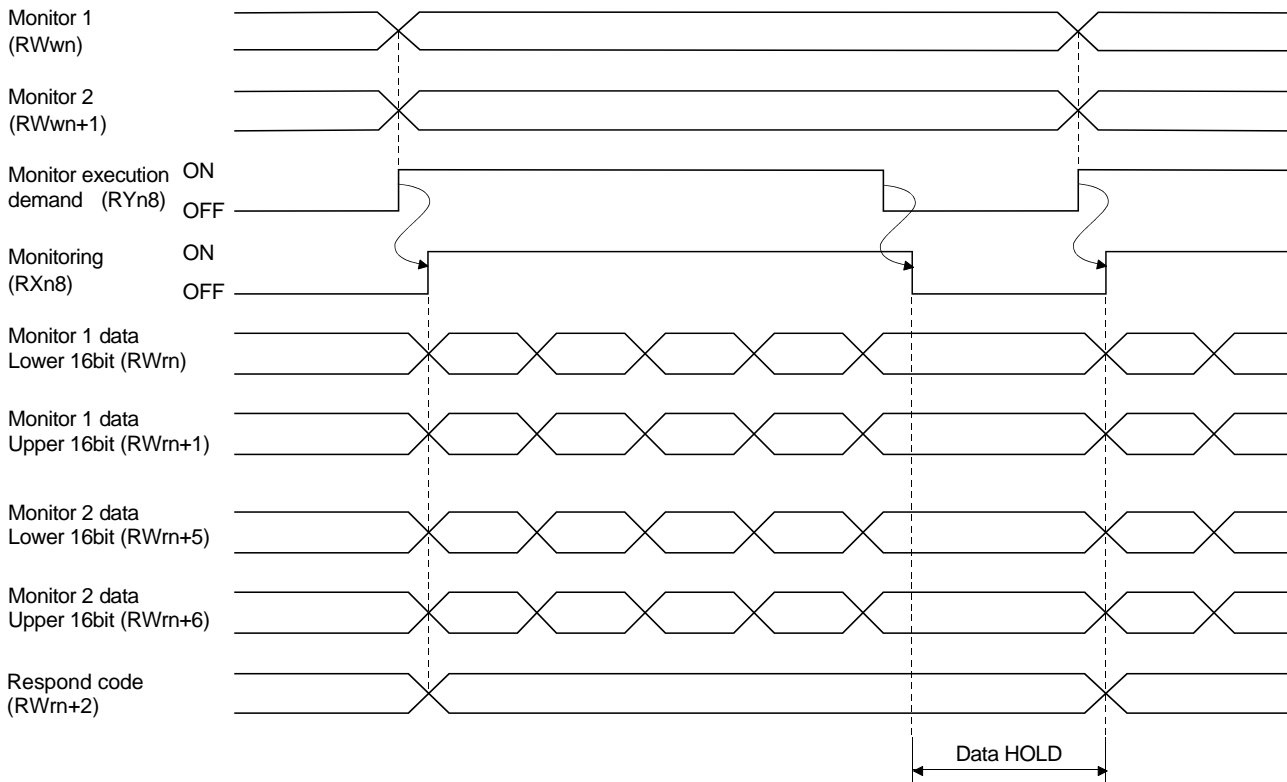 Monitor 1
(RWwn)
Monitor 2
(RWwn+1)
Monitor execution ON
demand (RYn8) OFF
Monitoring ON
(RXn8) OFF
Monitor 1 data
Lower 16bit (RWrn)
Monitor 1 data
Upper 16bit (RWrn+1)
Monitor 2 data
Lower 16bit (RWrn+5)
Monitor 2 data
Upper 16bit (RWrn+6)
Respond code
(RWrn+2)
Data HOLD